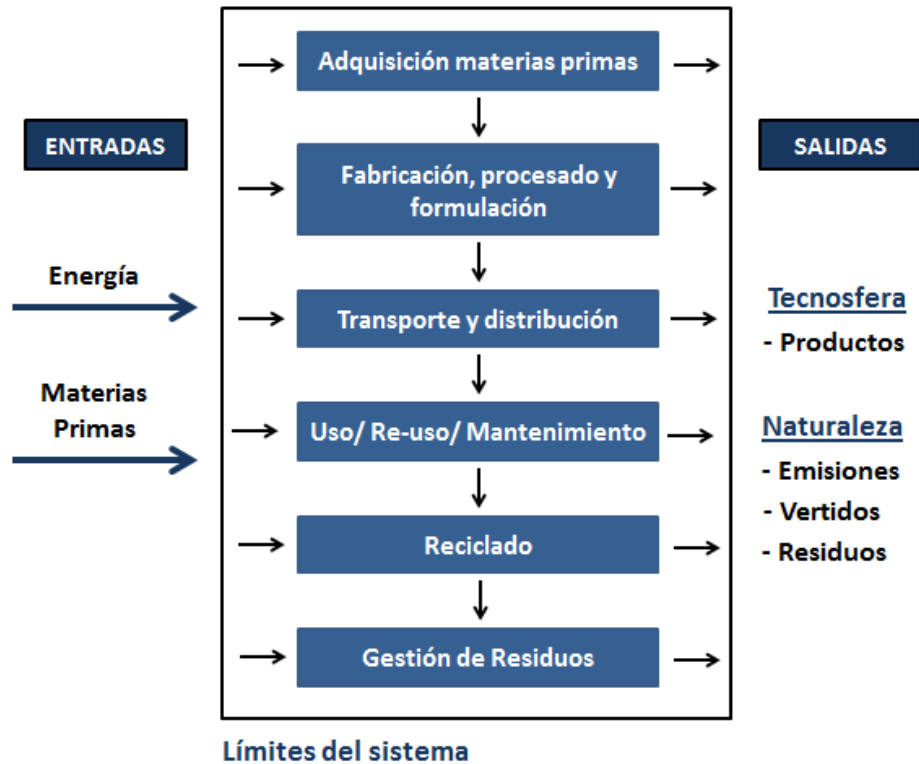 Adquisición materias primas
ENTRADAS
SALIDAS
Fabricación, procesado y
formulación
Energía
Transporte y distribución
Tecnosfera
- Productos
Materias
Primas
Uso/ Re-uso/ Mantenimiento
Naturaleza
- Emisiones
- Vertidos
- Residuos
Reciclado
Gestión de Residuos
Límites del sistema